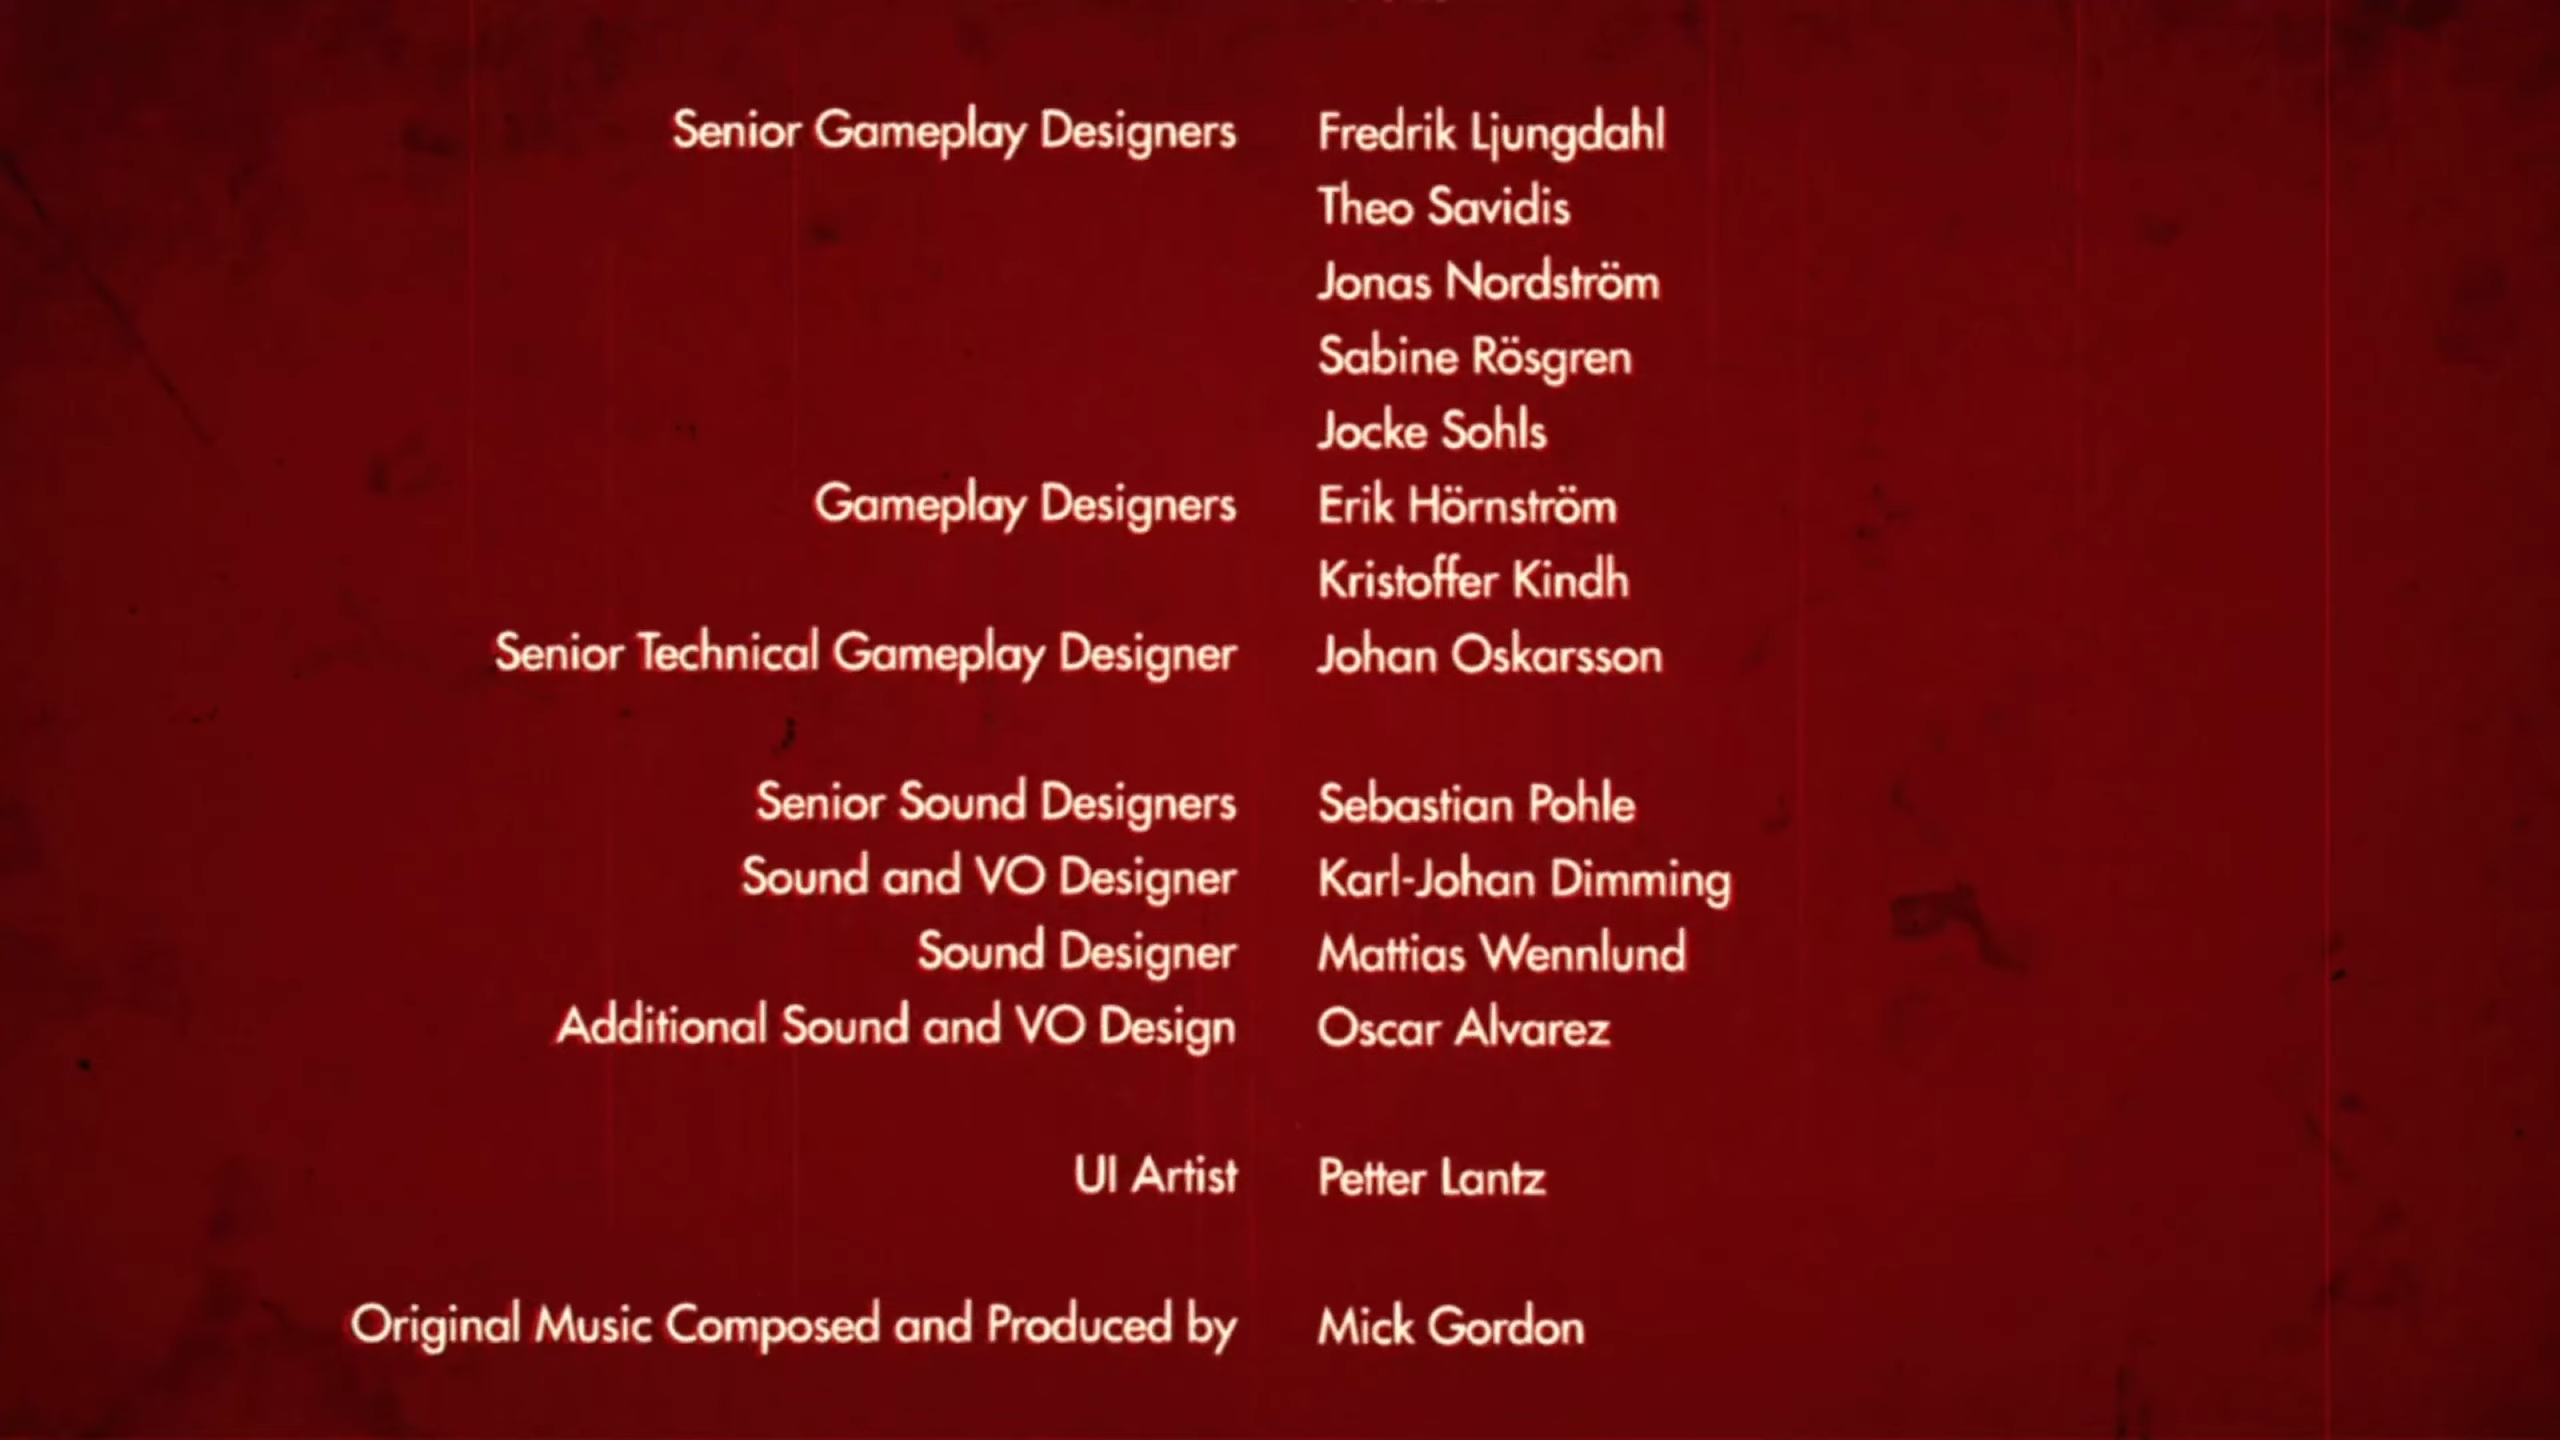 Senior Gameplay Designers Fredrik Ljungdahl
Theo Savidis
Jonas Nordström
Sabine Rösgren
Jocke Sohls
Gameplay Designers Erik Hörnström
Kristoffer Kindh
Senior Technical Gameplay Designer Johan Oskarsson
Senior Sound Designers Sebastian Pohle
Sound and VO Designer Karl-Johan Dimming
Sound Designer Mattias Wennlund
Additional Sound and VO Design Oscar Alvarez
UI Artist Petter Lantz
Original Music Composed and Produced by Mick Gordon